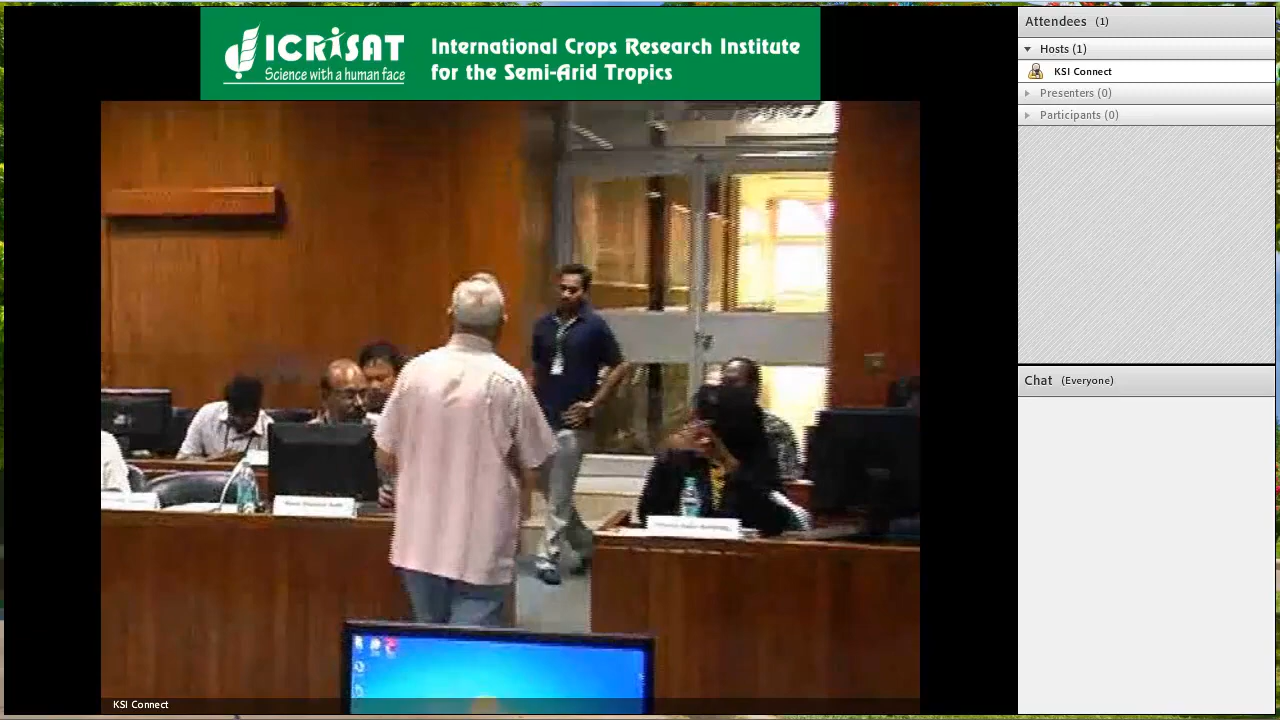 ICRISAT
Science with a human face
International Crops Research Institute
for the Semi-Arid Tropics
Attendees (1)
Hosts (1)
KSI Connect
Presenters (0)
Participants (0)
Chat (Everyone)
KSI Connect